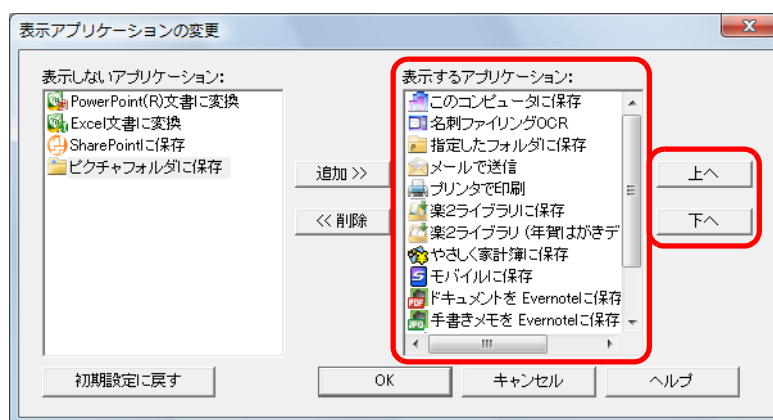 表示アプリケーションの変更
表示しないアプリケーション:
PowerPoint(R)文書に変換
Excel文書に変換
SharePointに保存
ピクチャフォルダに保存
追加 >>
<< 削除
表示するアプリケーション:
このコンピュータに保存
名刺ファイリングOCR
指定したフォルダに保存
メールで送信
プリンタで印刷
楽2ライブラリに保存
楽2ライブラリ (年賀はがきデ
やさしく家計簿に保存
モバイルに保存
ドキュメントを Evernoteに保存
手書きメモを Evernoteに保存
上へ
下へ
初期設定に戻す
OK
キャンセル
ヘルプ